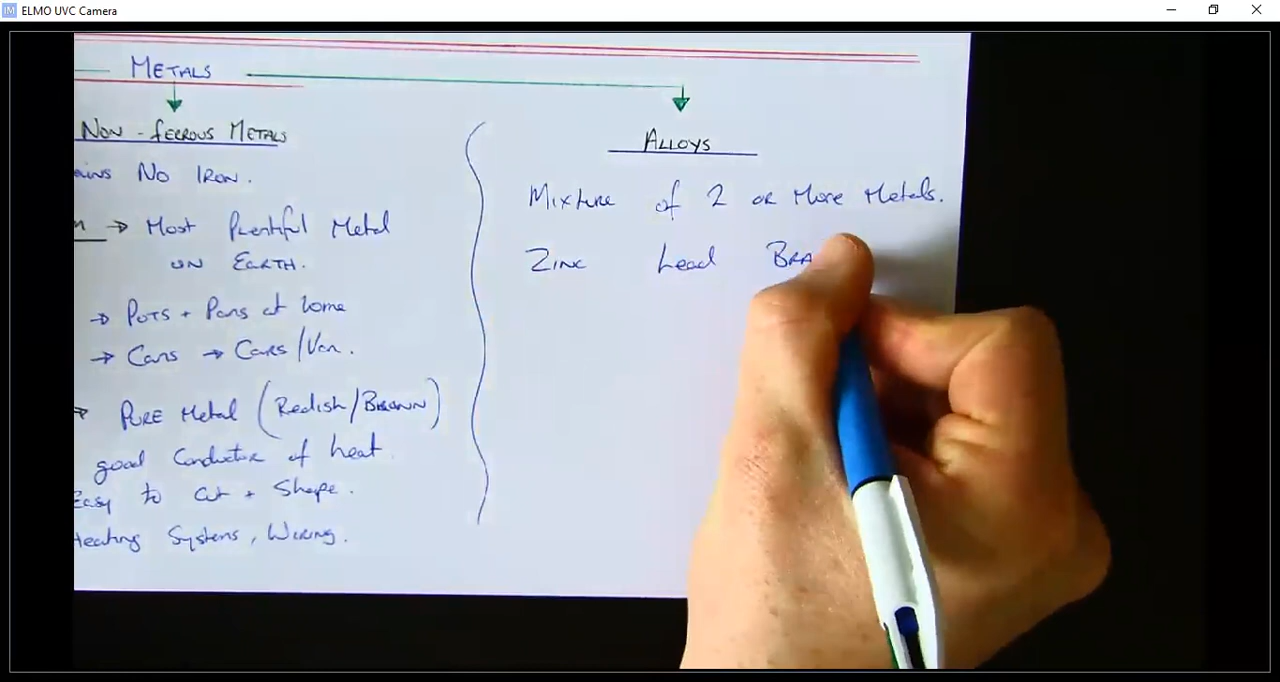 ELMO UVC Camera
METALS
NON-FERROUS METALS
ains No IRON.
m → Most Plentiful Metal
on EARTH.
→ POTS + Pans at home
→ Cans → Cars/Van.
→ PURE Metal (Redish/BROWN)
good Conductor of heat
Easy to cut + Shape.
Heating Systems, WIRING.
ALLOYS
Mixture of 2 or More Metals.
ZINC Lead BRA